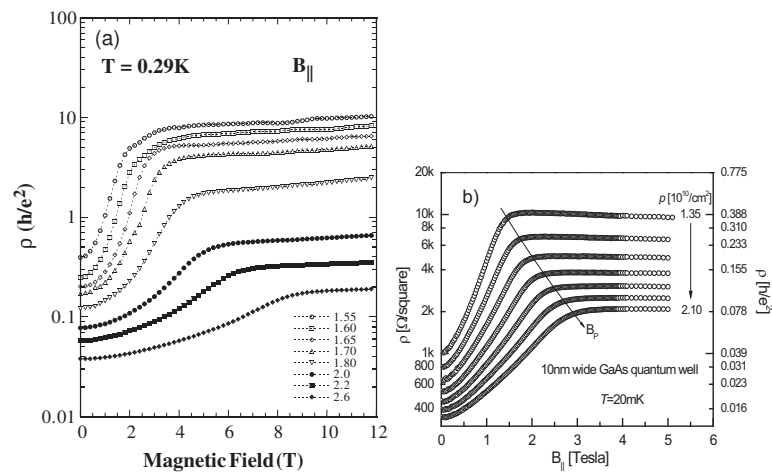 (a)
T = 0.29K
B||
ρ (h/e²)
100
10
1
0.1
0.01
0
2
4
6
8
10
12
Magnetic Field (T)
1.55
1.60
1.65
1.70
1.80
2.0
2.2
2.6
b)
p [10¹⁰/cm²]
1.35
2.10
B_P
10nm wide GaAs quantum well
T=20mK
ρ [Ω/square]
20k
10k
8k
6k
4k
2k
1k
800
600
400
0
1
2
3
4
5
6
B|| [Tesla]
0.775
0.388
0.310
0.233
0.155
0.078
0.039
0.031
0.023
0.016
ρ [h/e²]